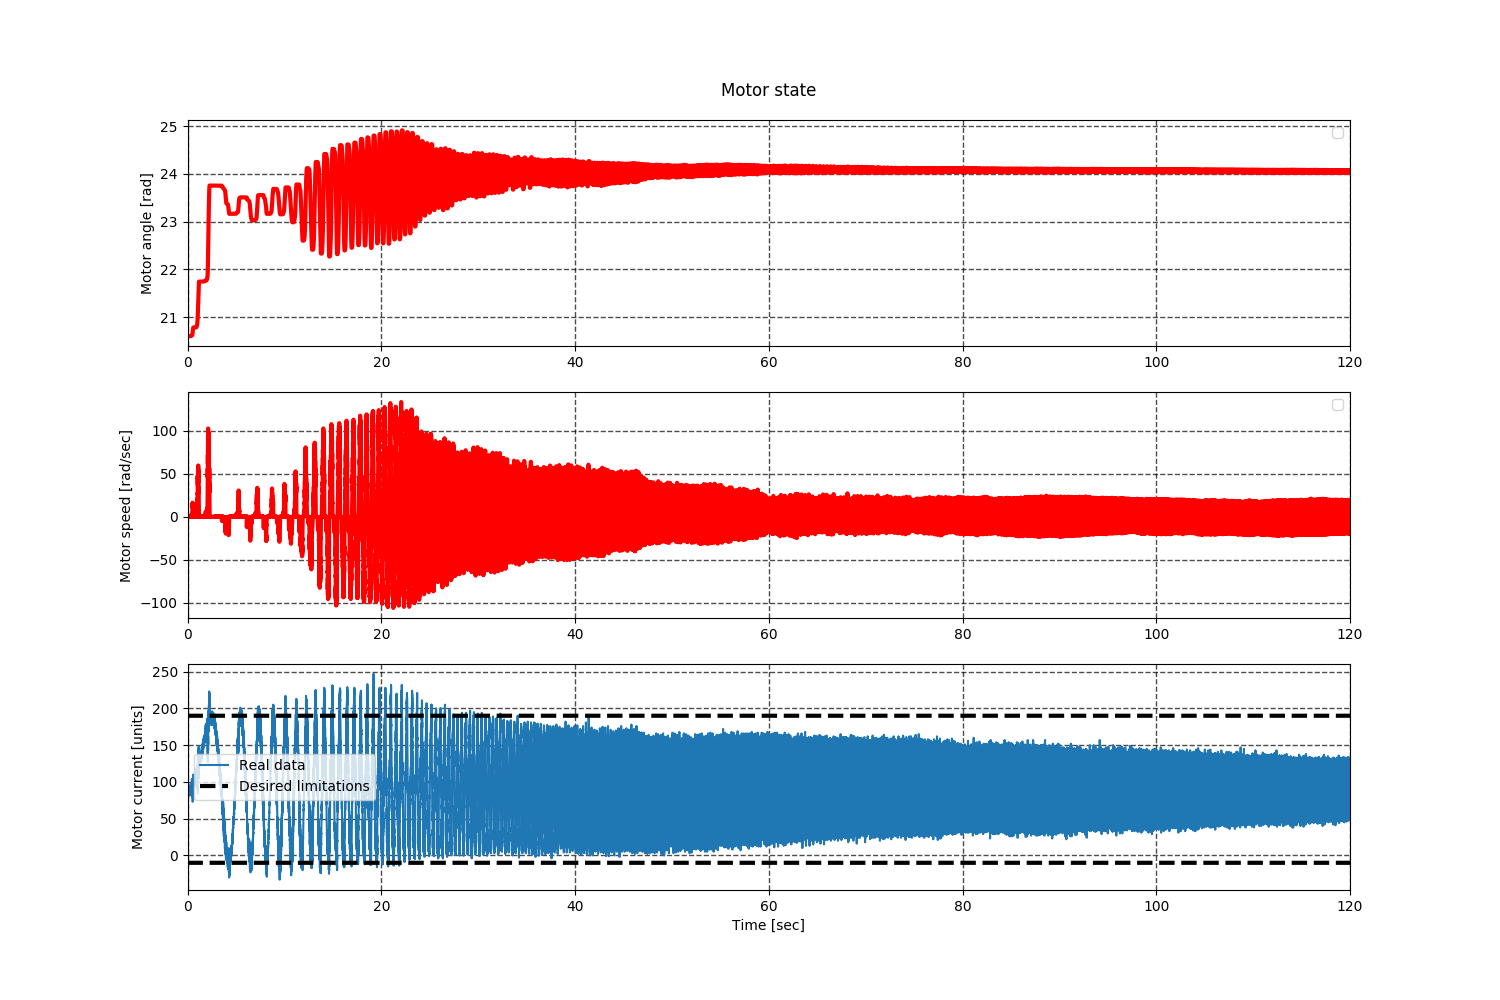 Motor state
Motor angle [rad]
25
24
23
22
21
0 20 40 60 80 100 120
Motor speed [rad/sec]
100
50
0
−50
−100
0 20 40 60 80 100 120
Motor current [units]
250
200
150
100
50
0
Real data
Desired limitations
0 20 40 60 80 100 120
Time [sec]